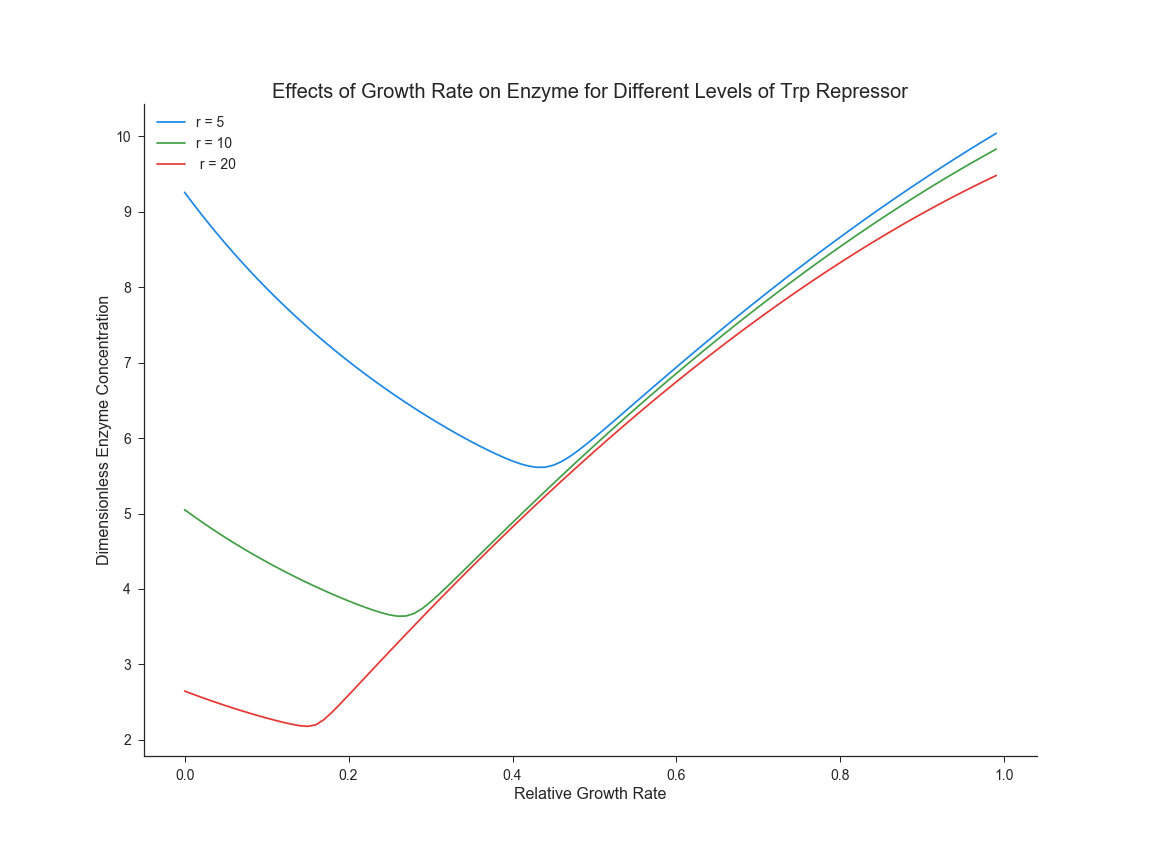 Effects of Growth Rate on Enzyme for Different Levels of Trp Repressor
r = 5
r = 10
r = 20
10
9
8
7
6
5
4
3
2
Dimensionless Enzyme Concentration
0.0 0.2 0.4 0.6 0.8 1.0
Relative Growth Rate